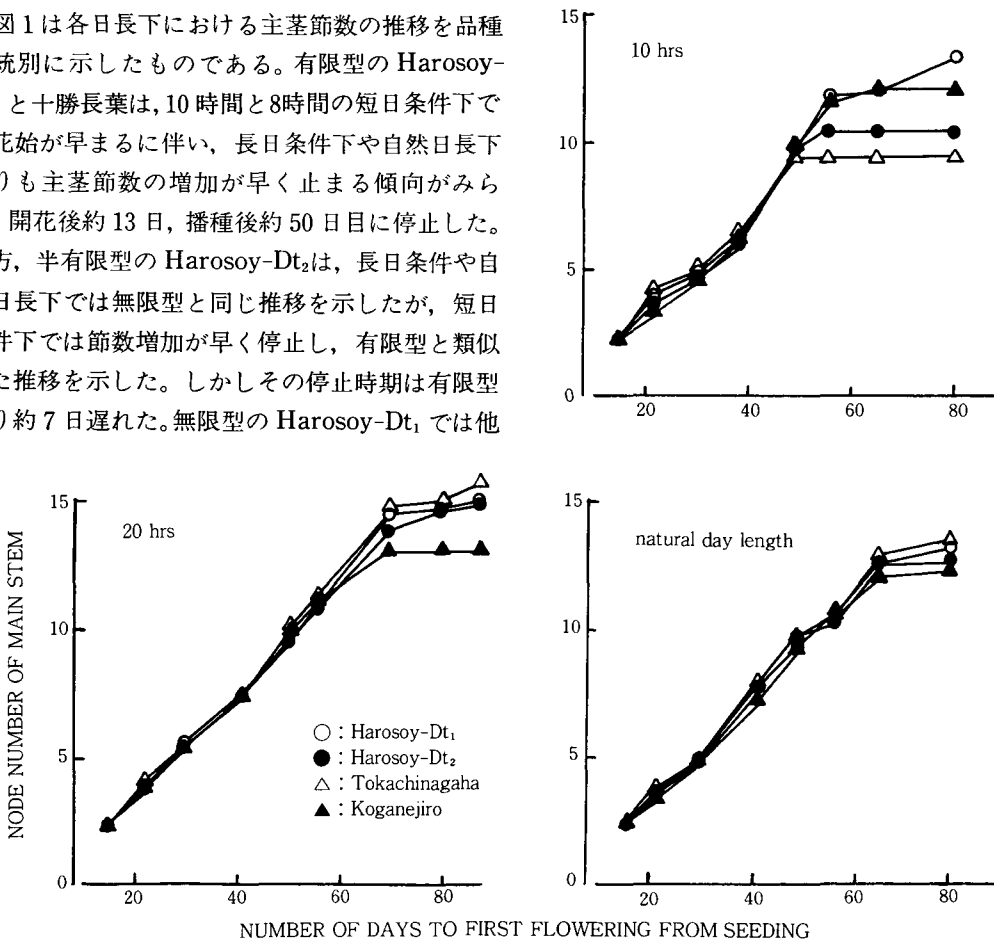 図1は各日長下における主茎節数の推移を品種
統別に示したものである。有限型の Harosoy-
と十勝長葉は,10 時間と8時間の短日条件下で
花始が早まるに伴い,長日条件下や自然日長下
りも主茎節数の増加が早く止まる傾向がみら
開花後約 13 日,播種後約 50 日目に停止した。
方,半有限型の Harosoy-Dt₂は,長日条件や自
日長下では無限型と同じ推移を示したが,短日
件下では節数増加が早く停止し,有限型と類似
た推移を示した。しかしその停止時期は有限型
り約7日遅れた。無限型の Harosoy-Dt₁ では他
15
10 hrs
10
5
0
20 40 60 80
15
20 hrs
10
5
0
20 40 60 80
NODE NUMBER OF MAIN STEM
○ : Harosoy-Dt₁
● : Harosoy-Dt₂
△ : Tokachinagaha
▲ : Koganejiro
15
natural day length
10
5
0
20 40 60 80
NUMBER OF DAYS TO FIRST FLOWERING FROM SEEDING